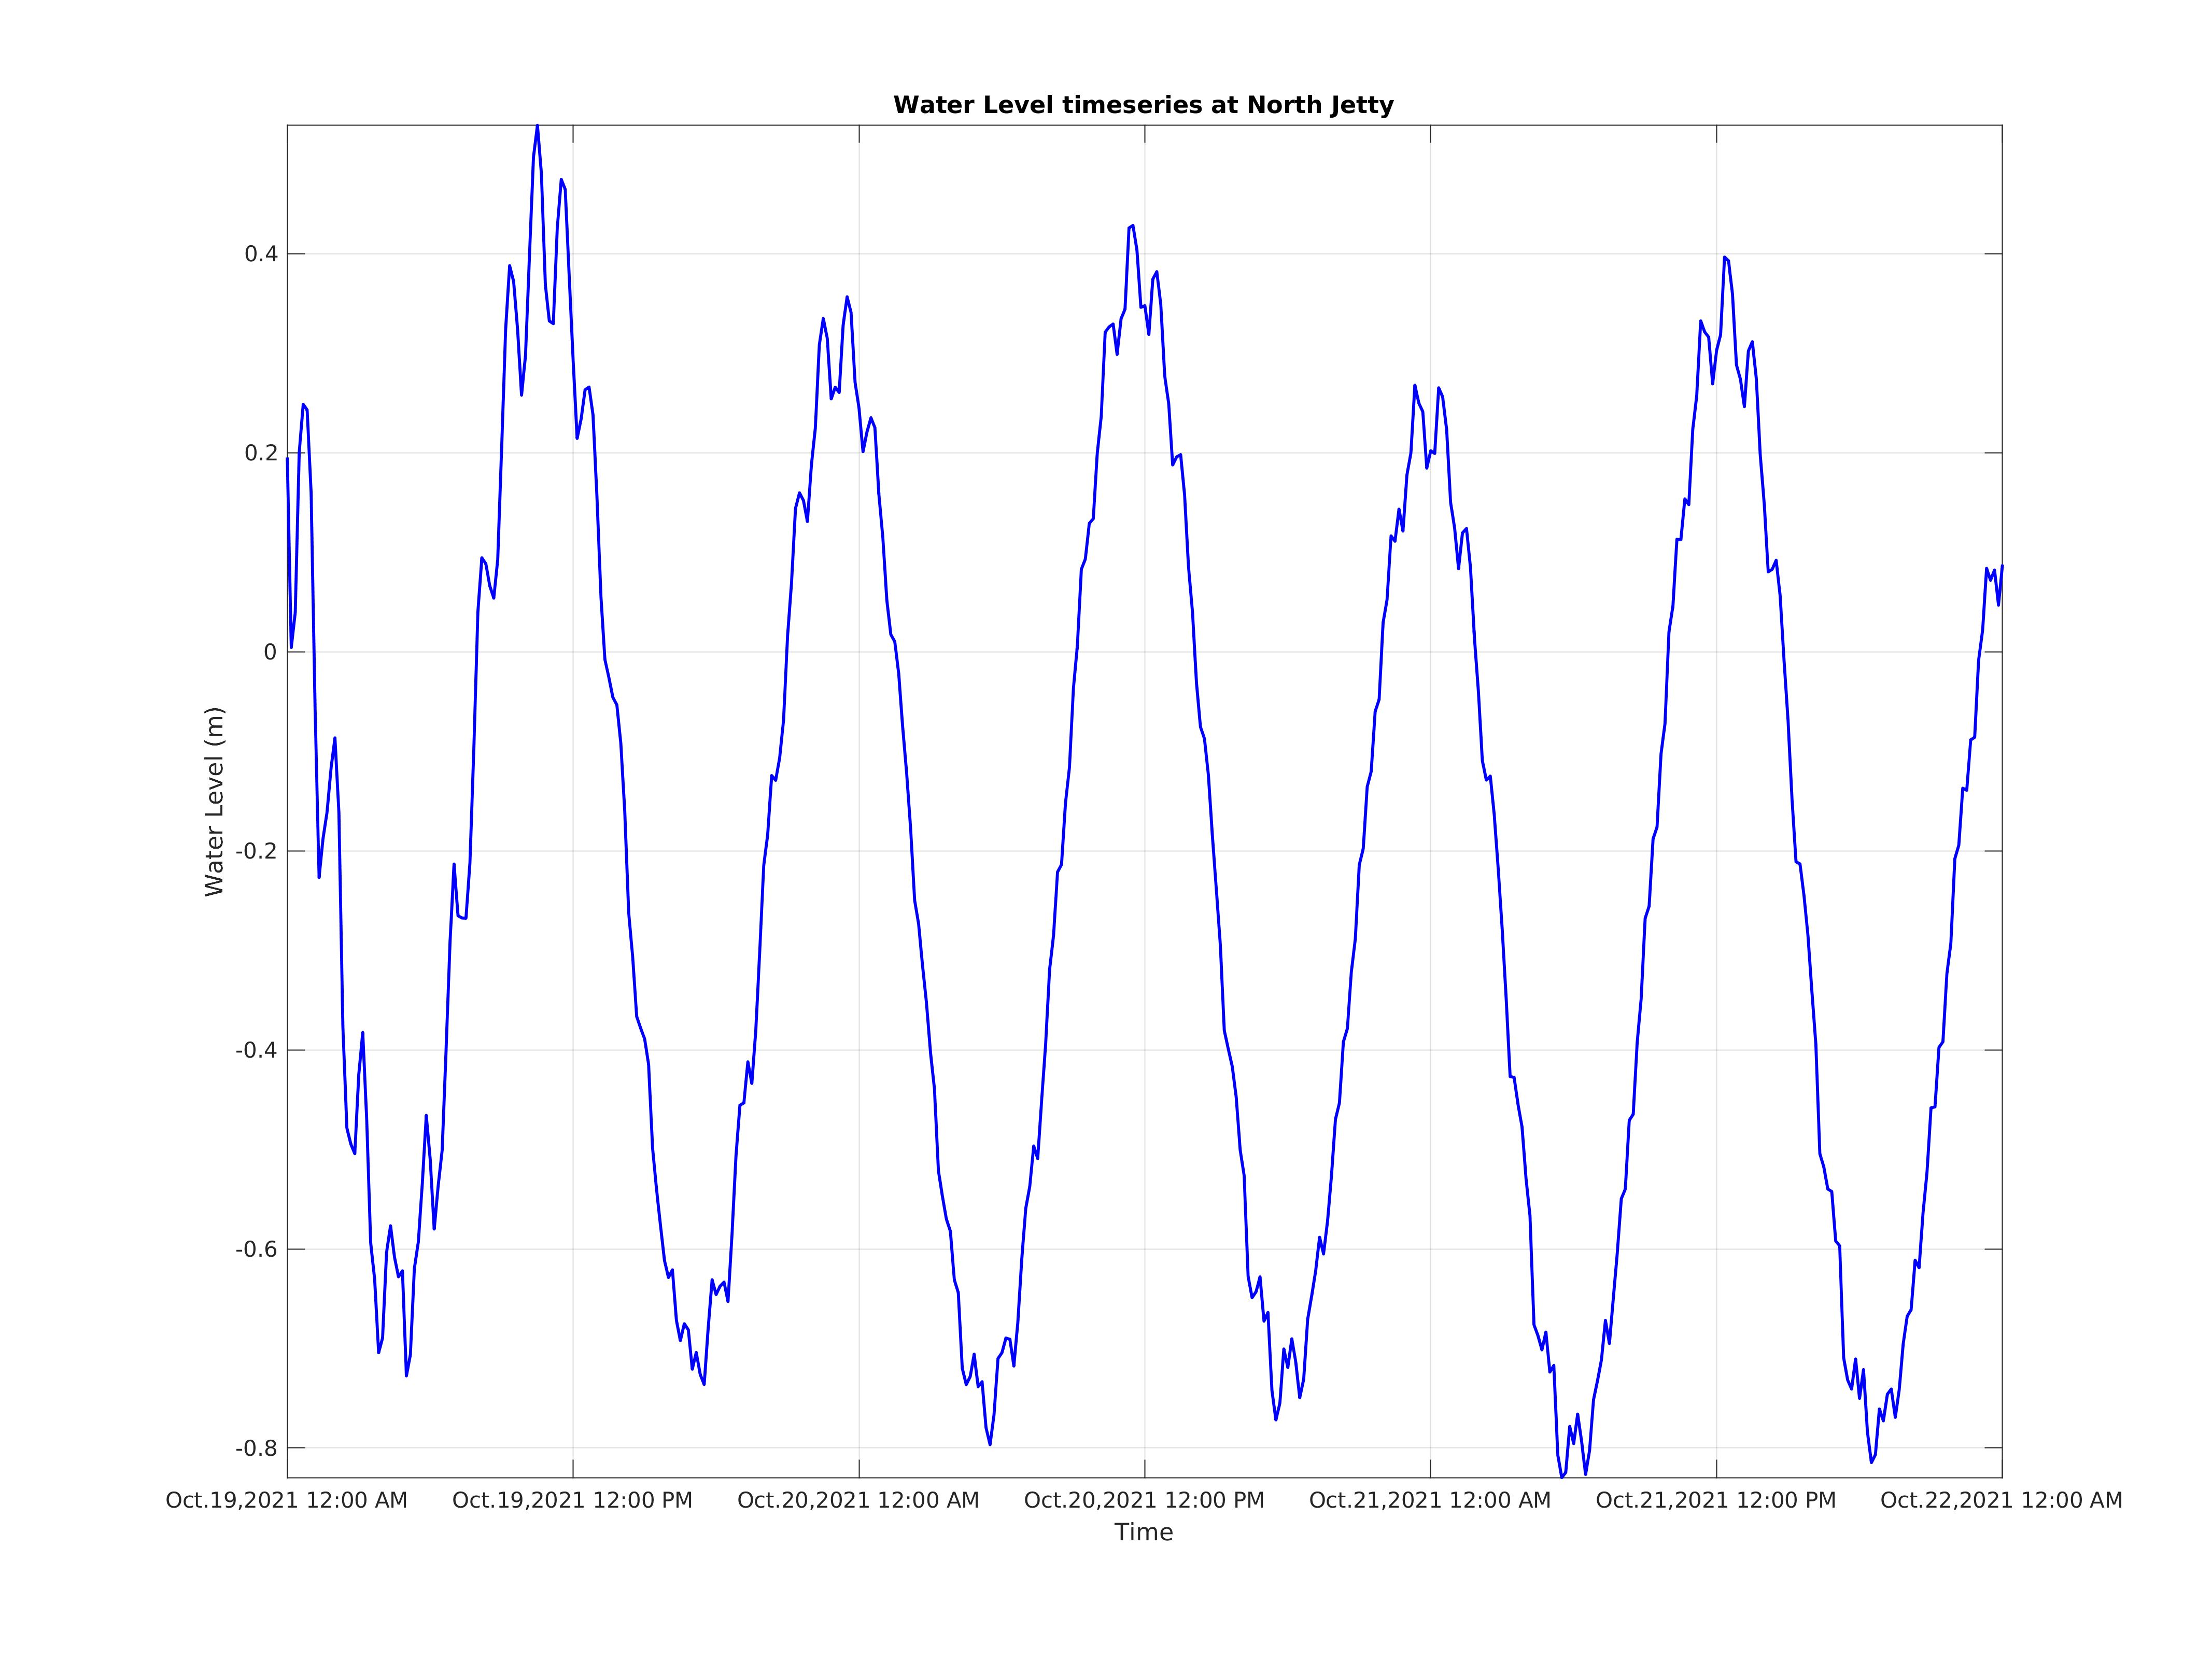 Water Level timeseries at North Jetty
0.4
0.2
0
-0.2
-0.4
-0.6
-0.8
Water Level (m)
Oct.19,2021 12:00 AM
Oct.19,2021 12:00 PM
Oct.20,2021 12:00 AM
Oct.20,2021 12:00 PM
Oct.21,2021 12:00 AM
Oct.21,2021 12:00 PM
Oct.22,2021 12:00 AM
Time